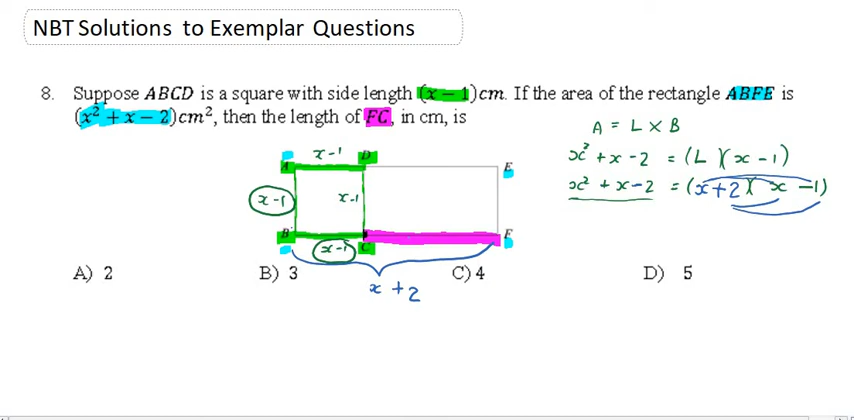 NBT Solutions to Exemplar Questions
8. Suppose ABCD is a square with side length (x − 1)cm. If the area of the rectangle ABFE is
(x² + x − 2)cm², then the length of FC, in cm, is
A = L × B
x² + x − 2 = (L)(x − 1)
x² + x − 2 = (x + 2)(x − 1)
x − 1
A D E
x − 1 x − 1
B x − 1 C F
A) 2 B) 3 C) 4 D) 5
x + 2